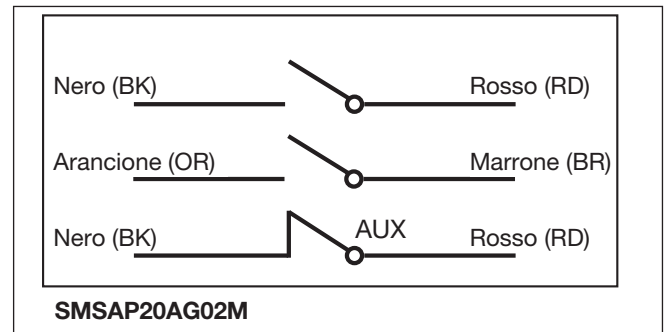 Nero (BK) Rosso (RD)
Arancione (OR) Marrone (BR)
Nero (BK) AUX Rosso (RD)
SMSAP20AG02M